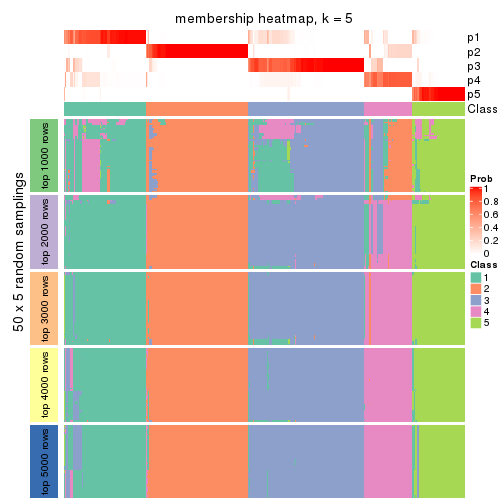 membership heatmap, k = 5
p1
p2
p3
p4
p5
Class
50 x 5 random samplings
top 1000 rows
top 2000 rows
top 3000 rows
top 4000 rows
top 5000 rows
Prob
1
0.8
0.6
0.4
0.2
0
Class
1
2
3
4
5